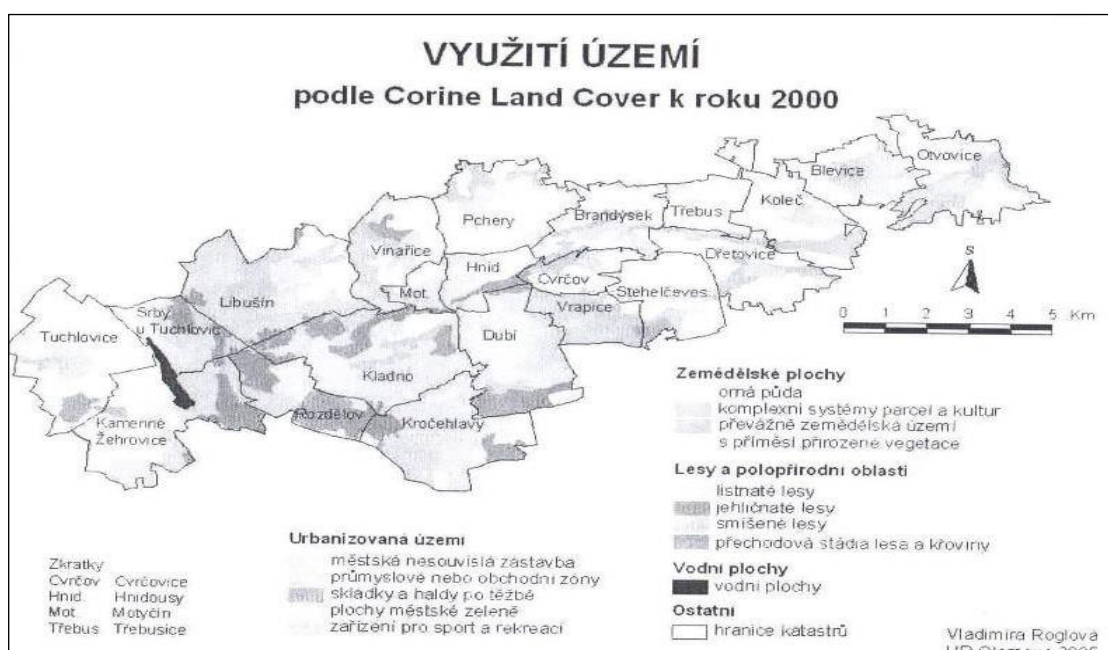 VYUŽITÍ ÚZEMÍ
podle Corine Land Cover k roku 2000
Otvovice
Blevice
Koleč
Třebus
Brandýsek
Pchery
Dřetovice
Vinařice
Hnid
Cvrčov
Stehelčeves
Mot.
Vrapice
Libušín
Srby
u Tuchlovic
Tuchlovice
Dubí
Kladno
Rozdělov
Kročehlavy
Kamenné
Žehrovice
S
0 1 2 3 4 5 Km
Zemědělské plochy
orná půda
komplexní systémy parcel a kultur
převážně zemědělská území
s příměsí přirozené vegetace
Lesy a polopřírodní oblasti
listnaté lesy
jehličnaté lesy
smíšené lesy
přechodová stádia lesa a křoviny
Vodní plochy
vodní plochy
Ostatní
hranice katastrů
Urbanizovaná území
městská nesouvislá zástavba
průmyslové nebo obchodní zóny
skládky a haldy po těžbě
plochy městské zeleně
zařízení pro sport a rekreaci
Zkratky
Cvrčov Cvrčovice
Hnid. Hnidousy
Mot. Motyčín
Třebus Třebusice
Vladimíra Roglová